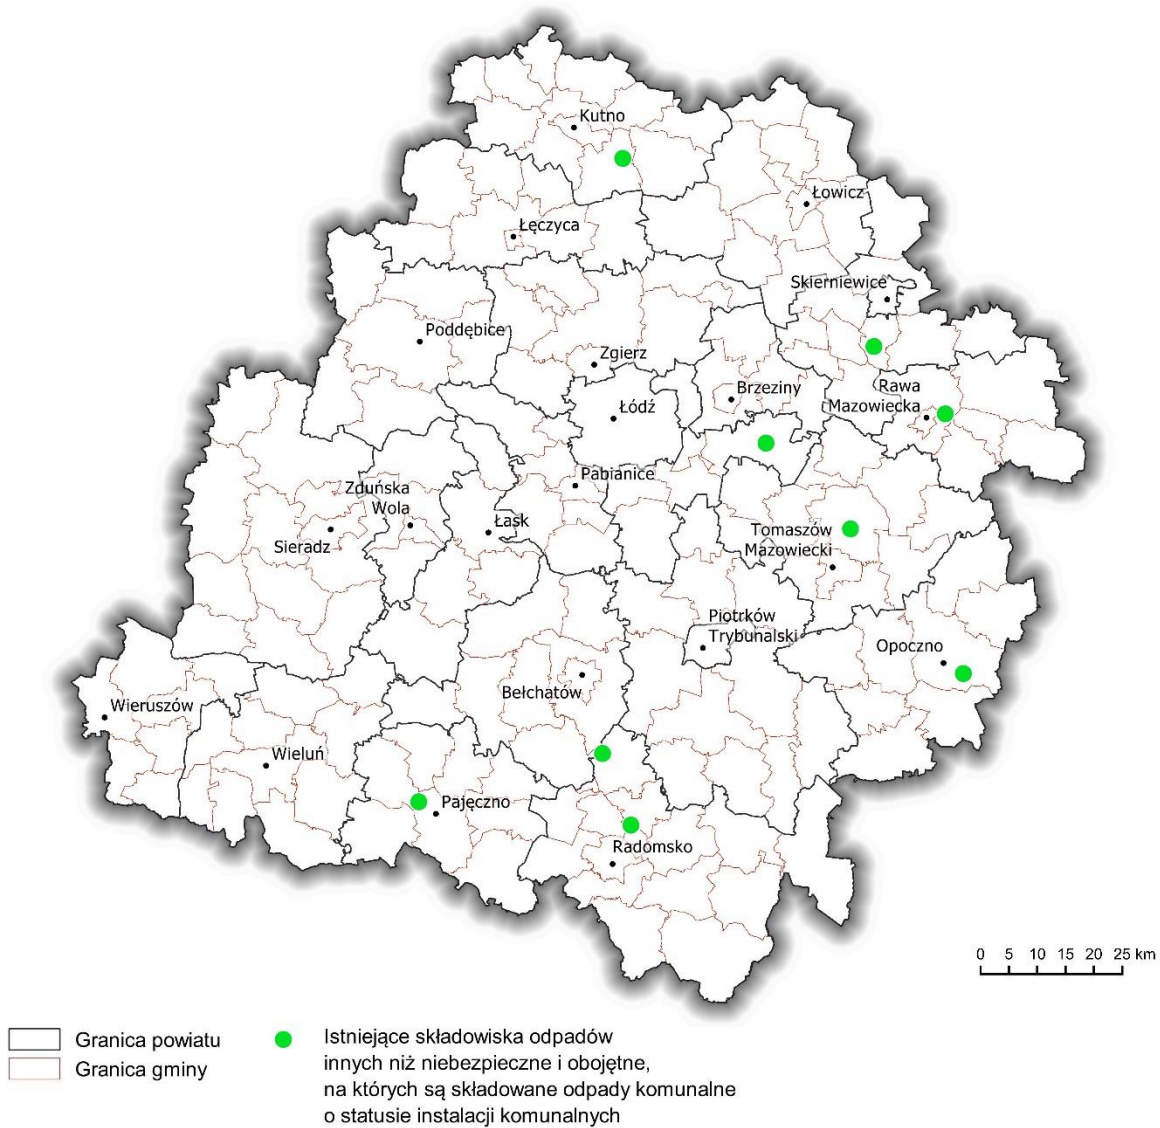 Kutno
Łowicz
Łęczyca
Skierniewice
Poddębice
Zgierz
Rawa
Mazowiecka
Brzeziny
Łódź
Pabianice
Zduńska
Wola
Łask
Sieradz
Tomaszów
Mazowiecki
Piotrków
Trybunalski
Opoczno
Bełchatów
Wieruszów
Wieluń
Pajęczno
Radomsko
0 5 10 15 20 25 km
Granica powiatu
Granica gminy
Istniejące składowiska odpadów
innych niż niebezpieczne i obojętne,
na których są składowane odpady komunalne
o statusie instalacji komunalnych